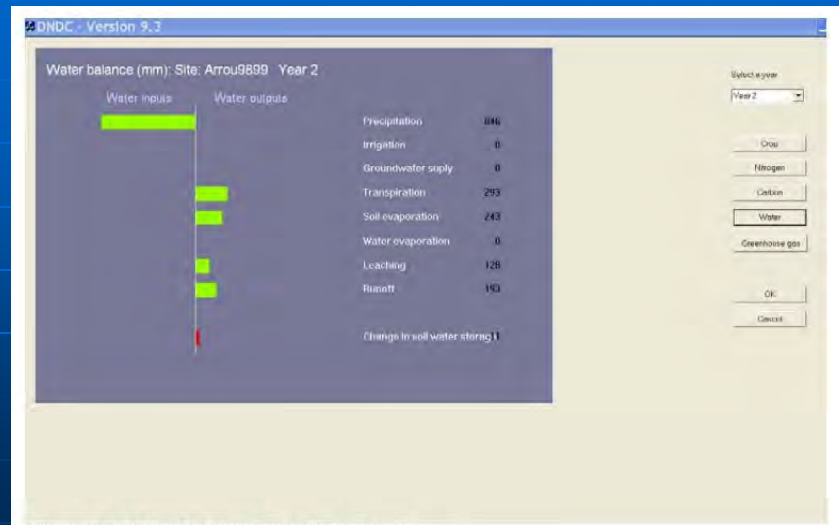 DNDC - Version 9.3
Water balance (mm): Site: Arrou9899 Year 2
Select a year
Water inputs Water outputs
Year 2
Precipitation 846
Irrigation 0
Crop
Groundwater suply 0
Nitrogen
Transpiration 293
Carbon
Soil evaporation 243
Water
Water evaporation 0
Greenhouse gas
Leaching 128
Runoff 193
OK
Cancel
Change in soil water